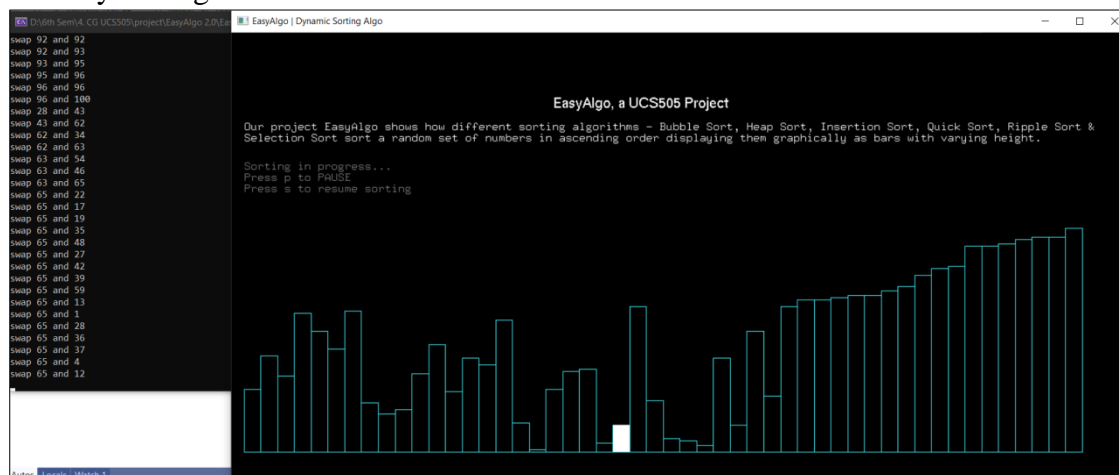 D:\6th Sem\4. CG UCS505\project\EasyAlgo 2.0\Eas
swap 92 and 92
swap 92 and 93
swap 93 and 95
swap 95 and 96
swap 96 and 96
swap 96 and 100
swap 28 and 43
swap 43 and 62
swap 62 and 34
swap 62 and 63
swap 63 and 54
swap 63 and 46
swap 63 and 65
swap 65 and 22
swap 65 and 17
swap 65 and 19
swap 65 and 35
swap 65 and 48
swap 65 and 27
swap 65 and 42
swap 65 and 39
swap 65 and 59
swap 65 and 13
swap 65 and 1
swap 65 and 28
swap 65 and 36
swap 65 and 37
swap 65 and 4
swap 65 and 12
EasyAlgo | Dynamic Sorting Algo
EasyAlgo, a UCS505 Project
Our project EasyAlgo shows how different sorting algorithms - Bubble Sort, Heap Sort, Insertion Sort, Quick Sort, Ripple Sort &
Selection Sort sort a random set of numbers in ascending order displaying them graphically as bars with varying height.
Sorting in progress...
Press p to PAUSE
Press s to resume sorting
Autos Locals Watch 1